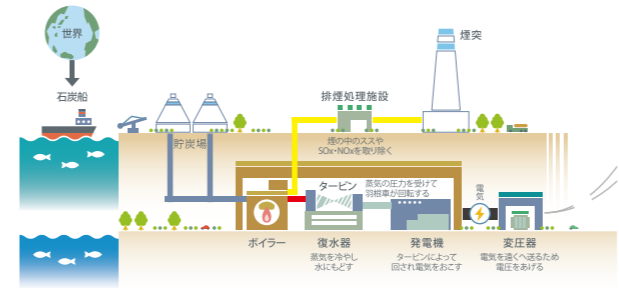 世界
石炭船
煙突
排煙処理施設
貯炭場
煙の中のススや
SOx・NOxを取り除く
タービン
蒸気の圧力を受けて
羽根車が回転する
電気
ボイラー
復水器
蒸気を冷やし
水にもどす
発電機
タービンによって
回され電気をおこす
変圧器
電気を遠くへ送るため
電圧をあげる